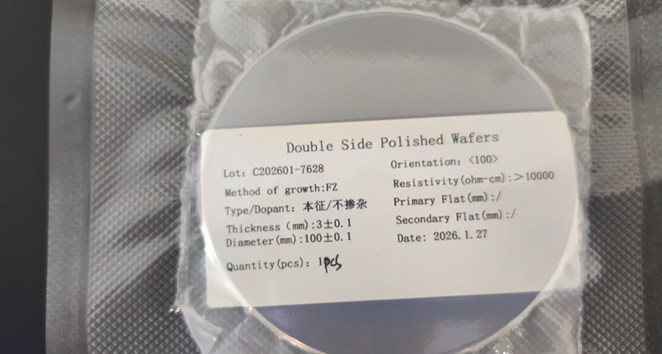 Double Side Polished Wafers
Lot: C202601-7628
Method of growth:FZ
Type/Dopant: 本征/不掺杂
Thickness (mm):3±0.1
Diameter(mm):100±0.1
Quantity(pcs): 1pcs
Orientation: <100>
Resistivity(ohm-cm):>10000
Primary Flat(mm):/
Secondary Flat(mm):/
Date: 2026.1.27